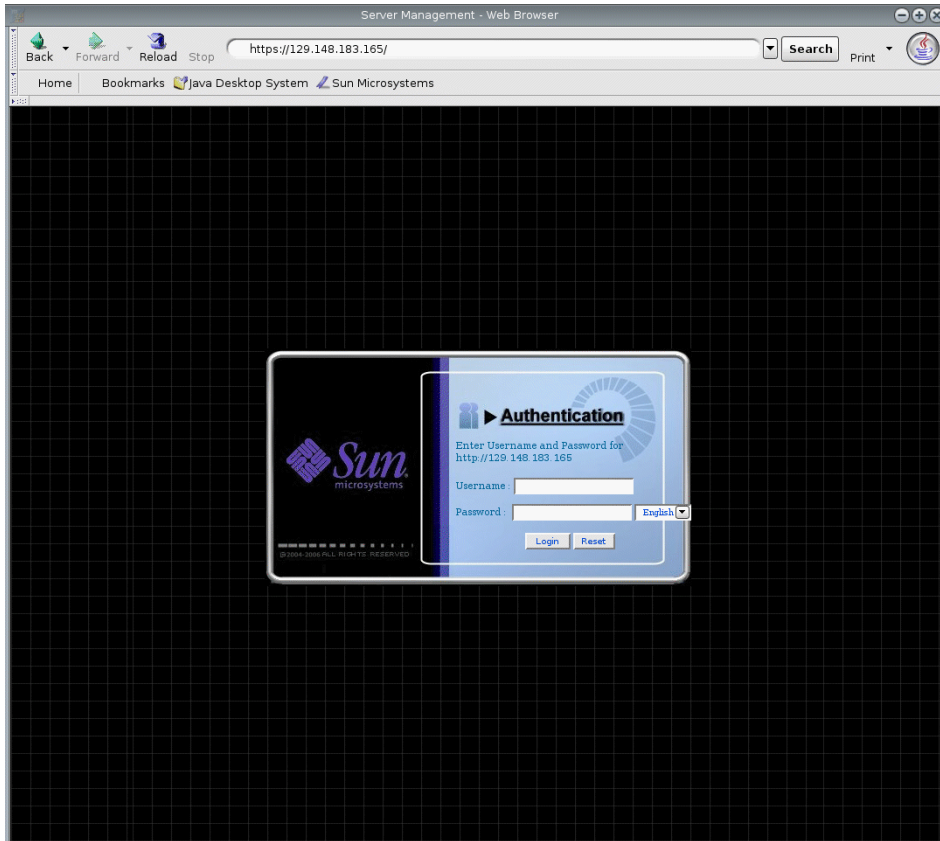 Server Management - Web Browser
Back Forward Reload Stop https://129.148.183.165/ Search Print
Home Bookmarks Java Desktop System Sun Microsystems
Authentication
Enter Username and Password for
http://129.148.183.165
Sun
microsystems
Username :
Password : English
Login Reset
@2004-2006 ALL RIGHTS RESERVED